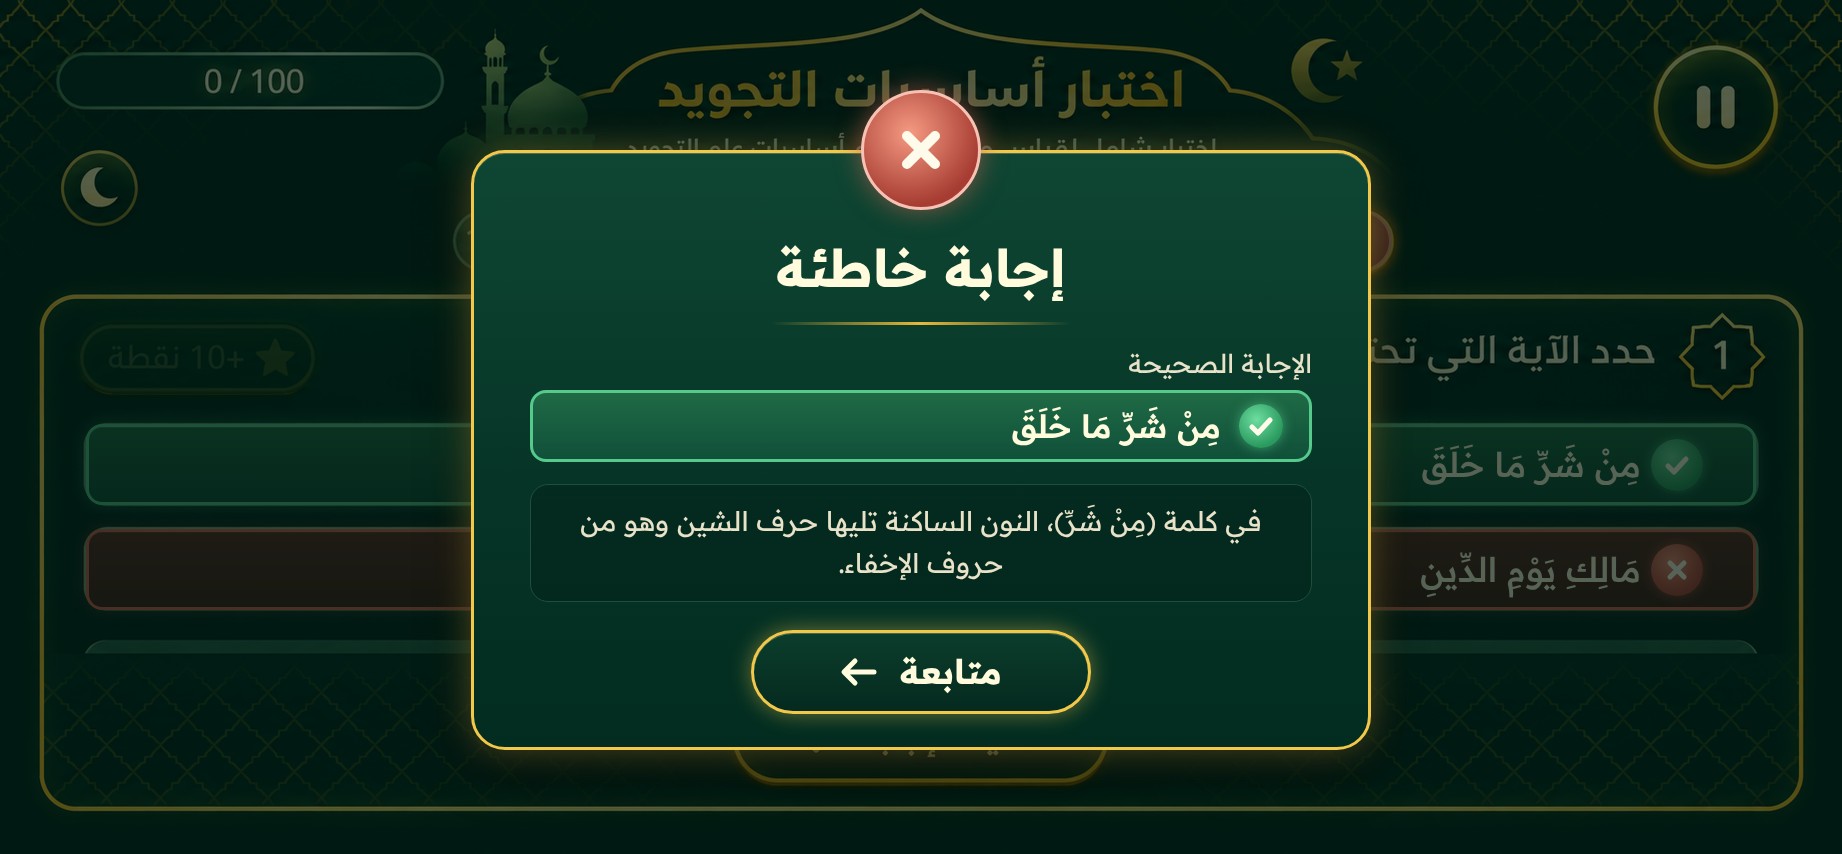 0 / 100
اختبار أساسيات التجويد
إجابة خاطئة
1
حدد الآية التي
+10 نقطة
الإجابة الصحيحة
مِنْ شَرِّ مَا خَلَقَ
في كلمة (مِنْ شَرِّ)، النون الساكنة تليها حرف الشين وهو من
حروف الإخفاء.
مِنْ شَرِّ مَا خَلَقَ
مَالِكِ يَوْمِ الدِّينِ
متابعة